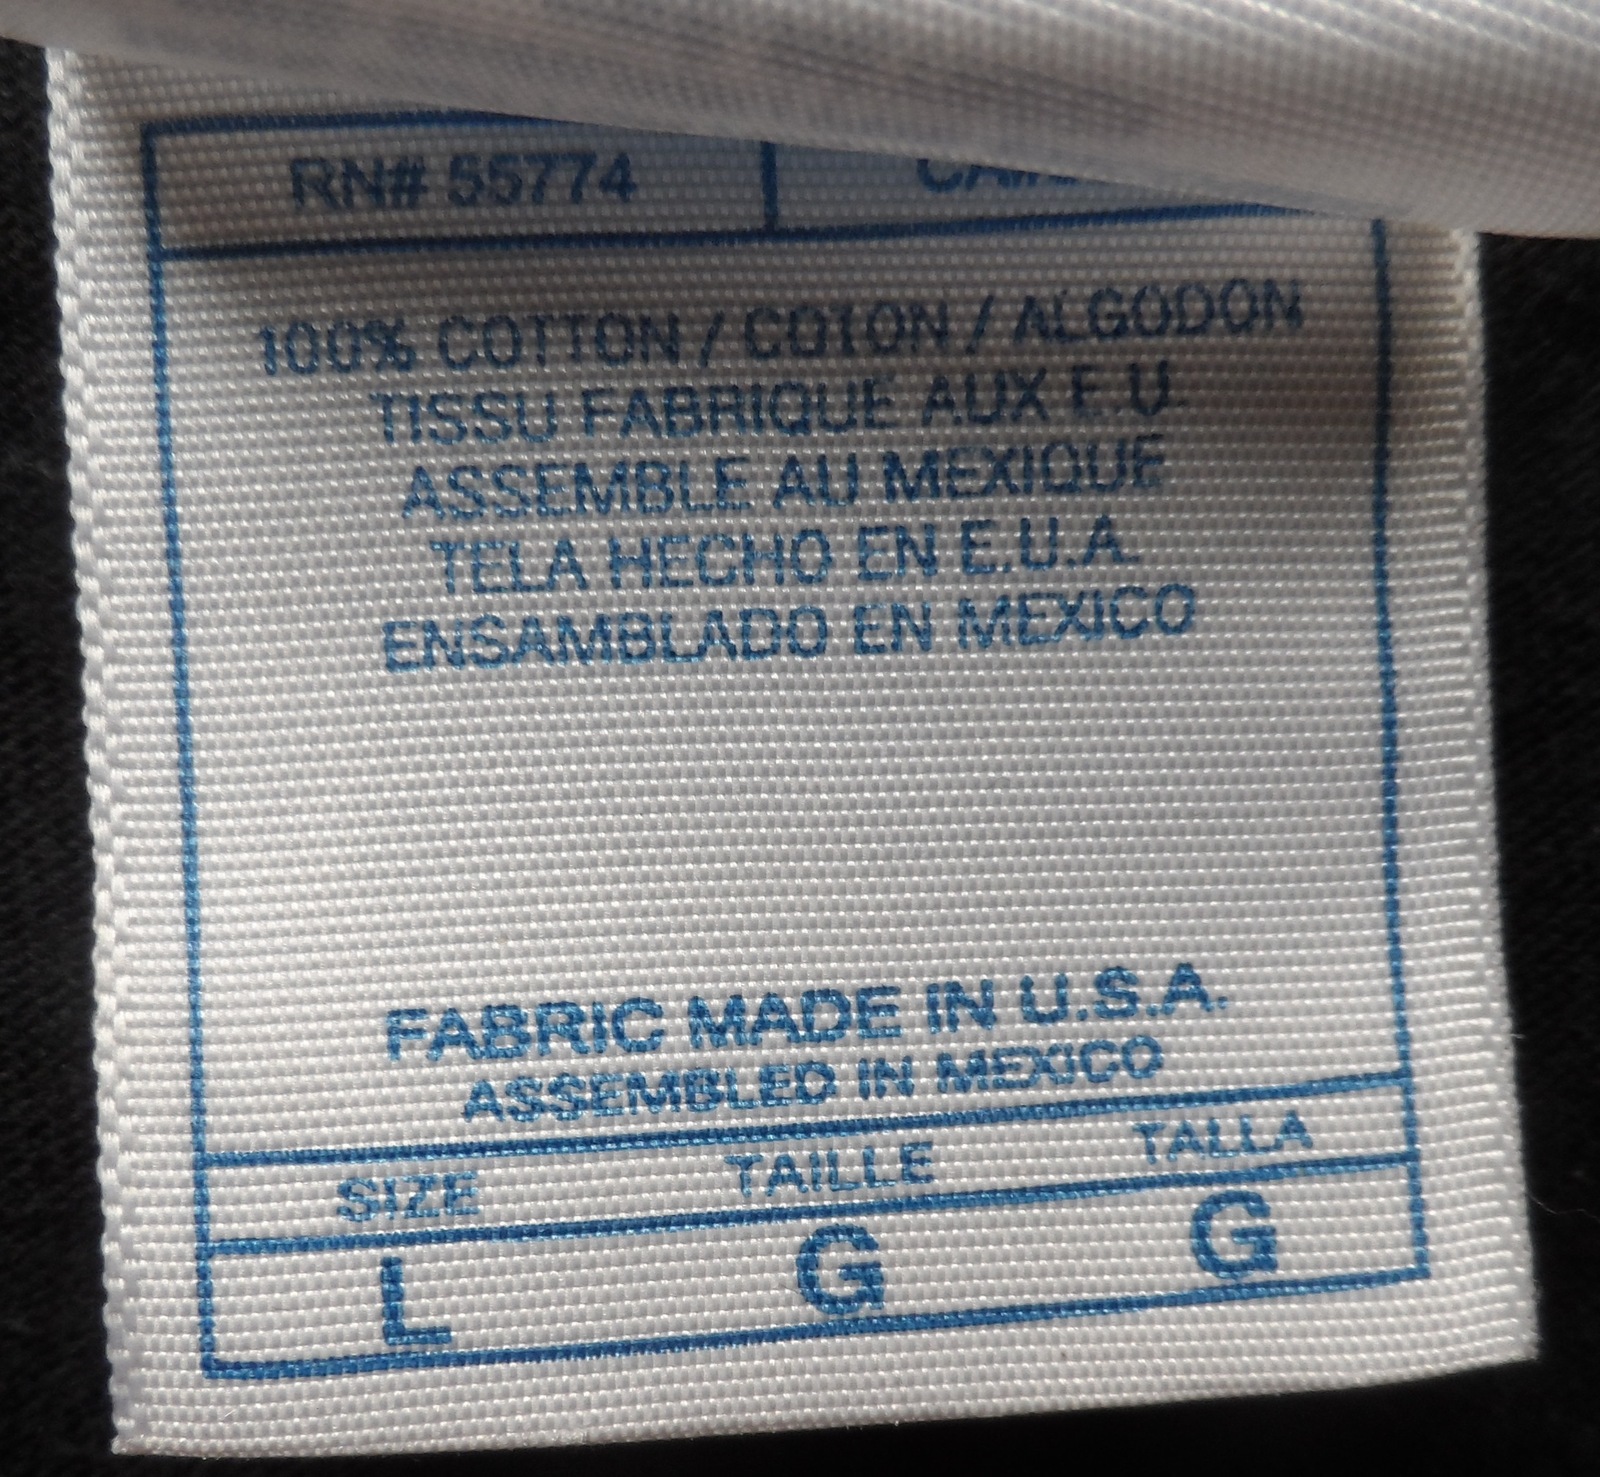 RN# 55774
100% COTTON / COTON / ALGODON
TISSU FABRIQUE AUX E.U.
ASSEMBLE AU MEXIQUE
TELA HECHO EN E.U.A.
ENSAMBLADO EN MEXICO
FABRIC MADE IN U.S.A.
ASSEMBLED IN MEXICO
SIZE TAILLE TALLA
L G G